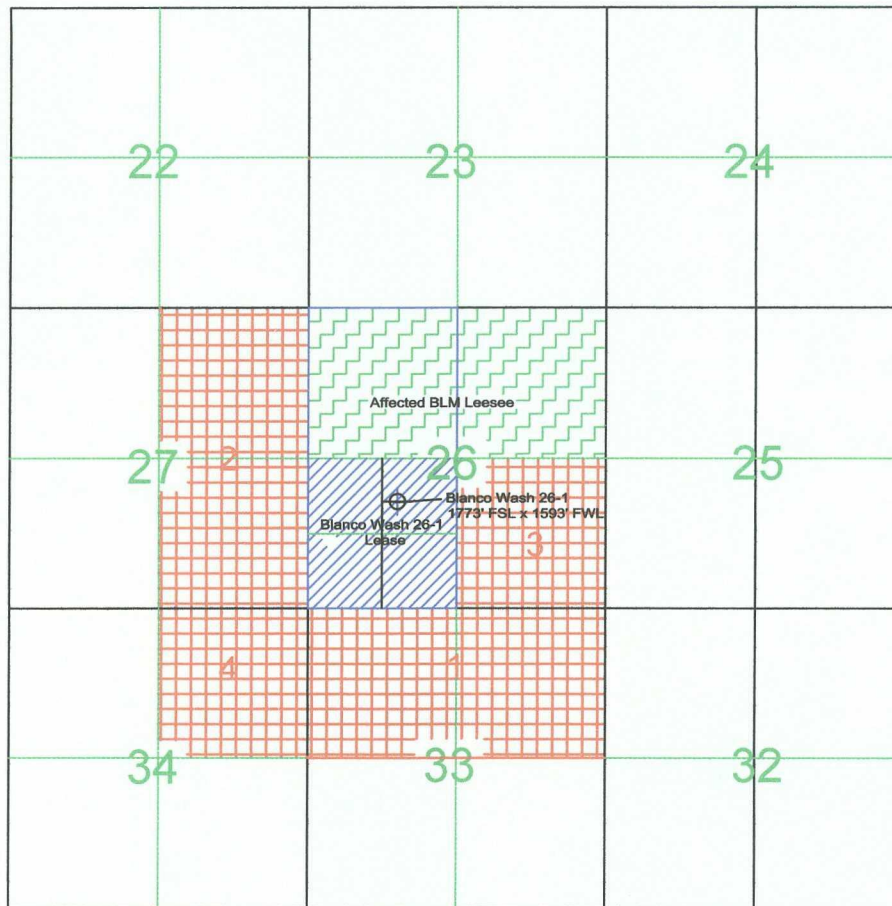 22
23
24
Affected BLM Leesee
27
2
26
25
Blanco Wash 26-1
1773' FSL x 1593' FWL
Blanco Wash 26-1
Lease
3
4
1
34
33
32